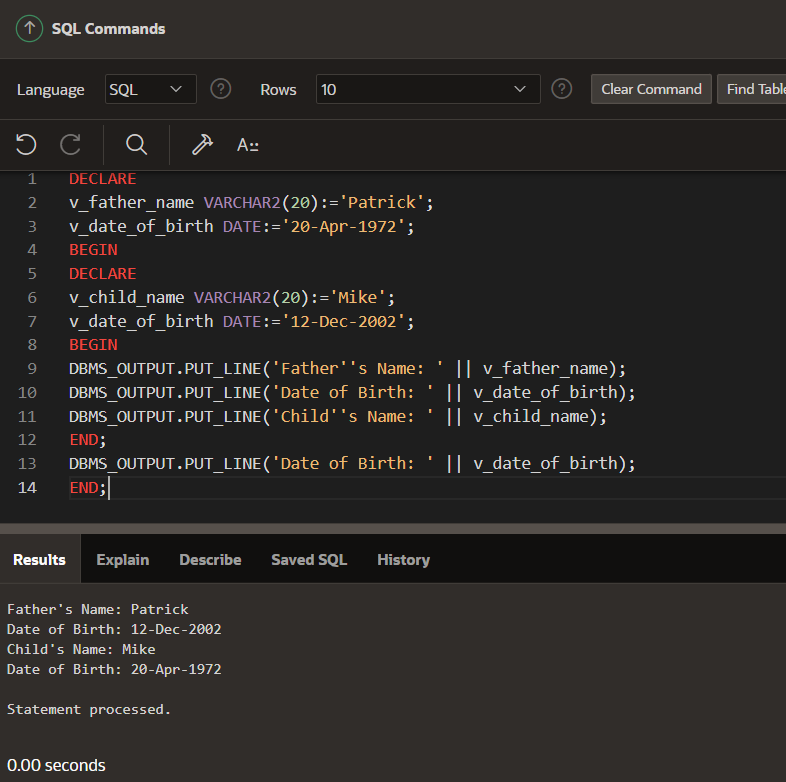 SQL Commands
Language SQL ? Rows 10 ? Clear Command Find Table
A::
1 DECLARE
2 v_father_name VARCHAR2(20):='Patrick';
3 v_date_of_birth DATE:='20-Apr-1972';
4 BEGIN
5 DECLARE
6 v_child_name VARCHAR2(20):='Mike';
7 v_date_of_birth DATE:='12-Dec-2002';
8 BEGIN
9 DBMS_OUTPUT.PUT_LINE('Father''s Name: ' || v_father_name);
10 DBMS_OUTPUT.PUT_LINE('Date of Birth: ' || v_date_of_birth);
11 DBMS_OUTPUT.PUT_LINE('Child''s Name: ' || v_child_name);
12 END;
13 DBMS_OUTPUT.PUT_LINE('Date of Birth: ' || v_date_of_birth);
14 END;
Results Explain Describe Saved SQL History
Father's Name: Patrick
Date of Birth: 12-Dec-2002
Child's Name: Mike
Date of Birth: 20-Apr-1972
Statement processed.
0.00 seconds